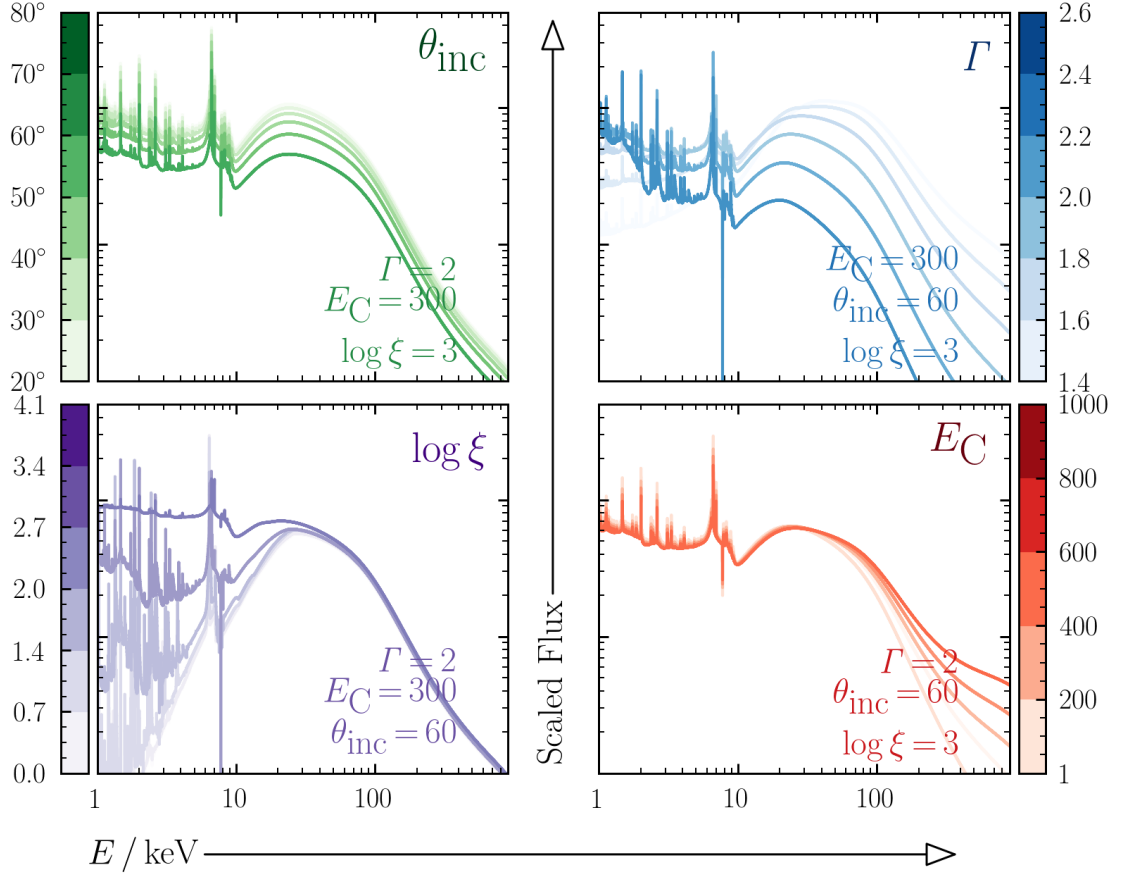 80°
70°
60°
50°
40°
30°
20°
θinc
Γ = 2
EC = 300
log ξ = 3
Γ
EC = 300
θinc = 60
log ξ = 3
2.6
2.4
2.2
2.0
1.8
1.6
1.4
4.1
3.4
2.7
2.0
1.4
0.7
0.0
log ξ
Γ = 2
EC = 300
θinc = 60
1 10 100
Scaled Flux
EC
Γ = 2
θinc = 60
log ξ = 3
1 10 100
1000
800
600
400
200
1
E / keV